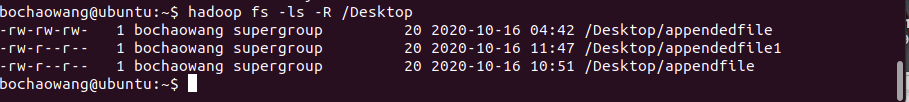 bochaowang@ubuntu:~$ hadoop fs -ls -R /Desktop
-rw-rw-rw-   1 bochaowang supergroup         20 2020-10-16 04:42 /Desktop/appendedfile
-rw-r--r--   1 bochaowang supergroup         20 2020-10-16 11:47 /Desktop/appendedfile1
-rw-r--r--   1 bochaowang supergroup         20 2020-10-16 10:51 /Desktop/appendfile
bochaowang@ubuntu:~$